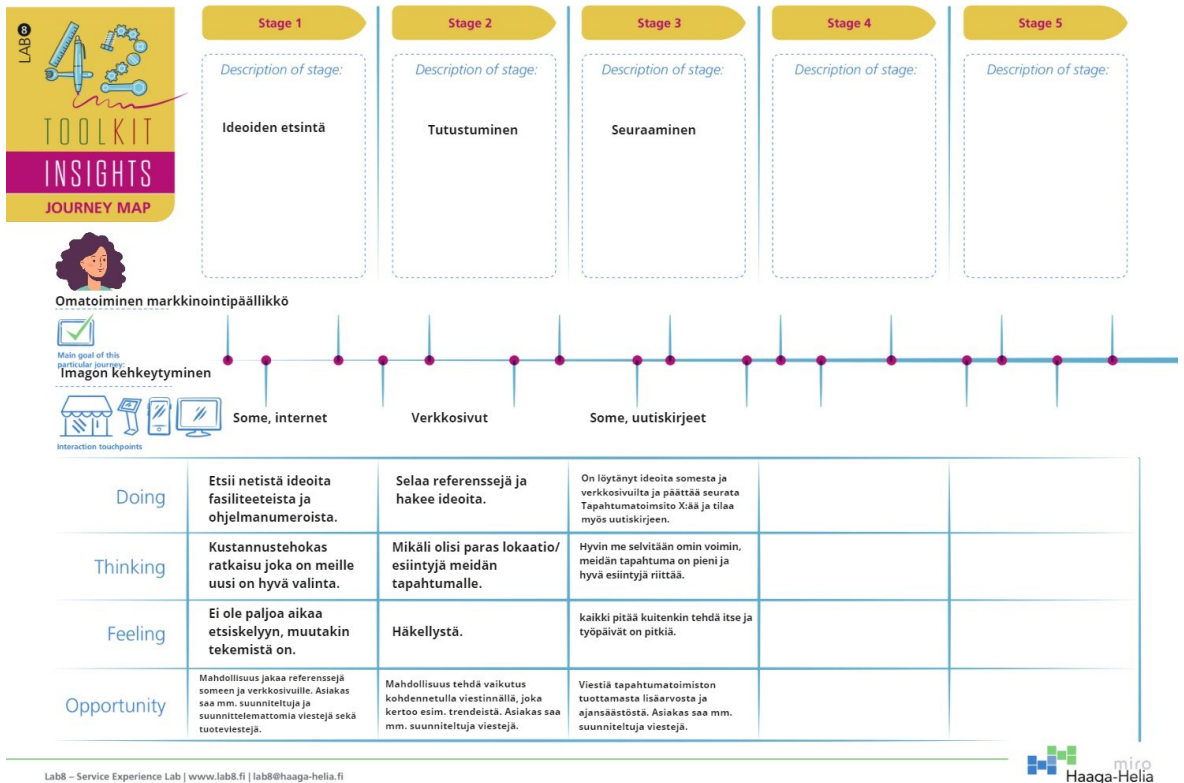 LAB8
TOOLKIT
INSIGHTS
JOURNEY MAP
Stage 1
Stage 2
Stage 3
Stage 4
Stage 5
Description of stage:
Description of stage:
Description of stage:
Description of stage:
Description of stage:
Ideoiden etsintä
Tutustuminen
Seuraaminen
Omatoiminen markkinointipäällikkö
Main goal of this
particular journey:
Imagon kehkeytyminen
Some, internet
Verkkosivut
Some, uutiskirjeet
Interaction touchpoints
Doing
Etsii netistä ideoita
fasiliteeteista ja
ohjelmanumeroista.
Selaa referenssejä ja
hakee ideoita.
On löytänyt ideoita somesta ja
verkkosivuilta ja päättää seurata
Tapahtumatoimsito X:ää ja tilaa
myös uutiskirjeen.
Thinking
Kustannustehokas
ratkaisu joka on meille
uusi on hyvä valinta.
Mikäli olisi paras lokaatio/
esiintyjä meidän
tapahtumalle.
Hyvin me selvitään omin voimin,
meidän tapahtuma on pieni ja
hyvä esiintyjä riittää.
Feeling
Ei ole paljoa aikaa
etsiskelyyn, muutakin
tekemistä on.
Häkellystä.
kaikki pitää kuitenkin tehdä itse ja
työpäivät on pitkiä.
Opportunity
Mahdollisuus jakaa referenssejä
someen ja verkkosivuille. Asiakas
saa mm. suunniteltuja ja
suunnittelemattomia viestejä sekä
tuoteviestejä.
Mahdollisuus tehdä vaikutus
kohdennetulla viestinnällä, joka
kertoo esim. trendeistä. Asiakas saa
mm. suunniteltuja viestejä.
Viestiä tapahtumatoimiston
tuottamasta lisäarvosta ja
ajansäästöstä. Asiakas saa mm.
suunniteltuja viestejä.
Lab8 – Service Experience Lab | www.lab8.fi | lab8@haaga-helia.fi
miro
Haaga-Helia